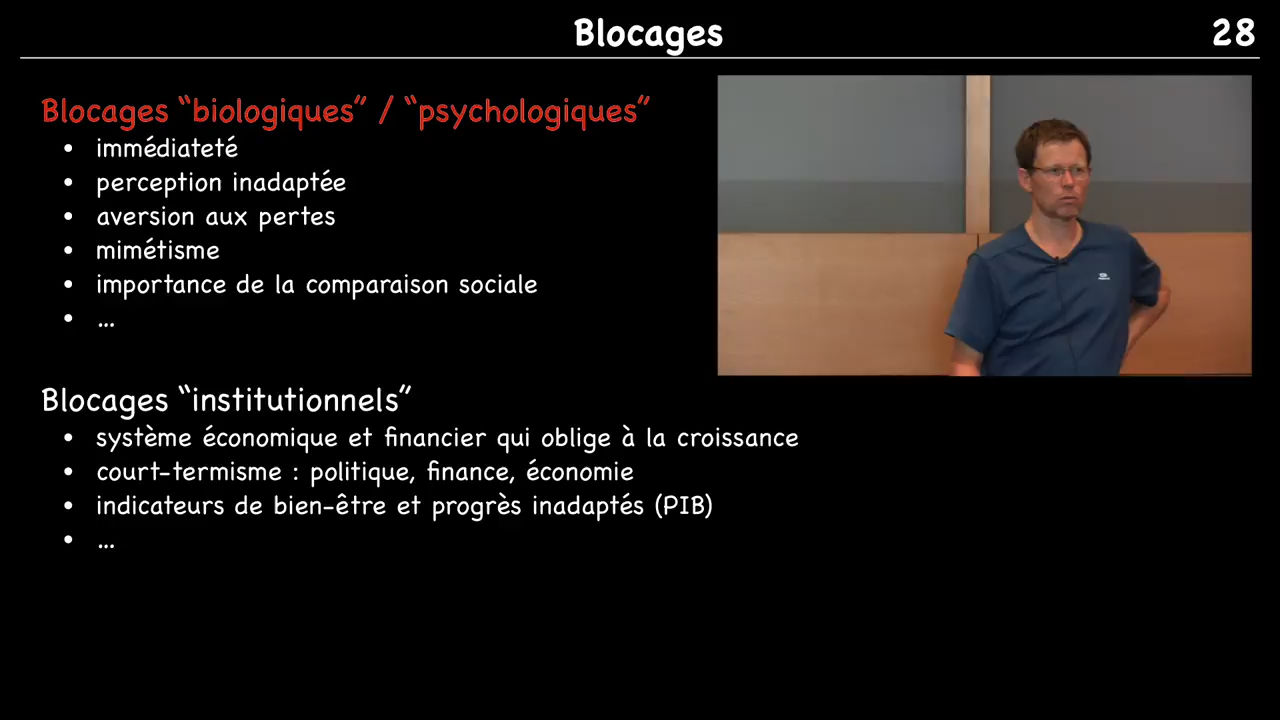 Blocages
28
Blocages “biologiques” / “psychologiques”
• immédiateté
• perception inadaptée
• aversion aux pertes
• mimétisme
• importance de la comparaison sociale
• ...
Blocages “institutionnels”
• système économique et financier qui oblige à la croissance
• court-termisme : politique, finance, économie
• indicateurs de bien-être et progrès inadaptés (PIB)
• ...